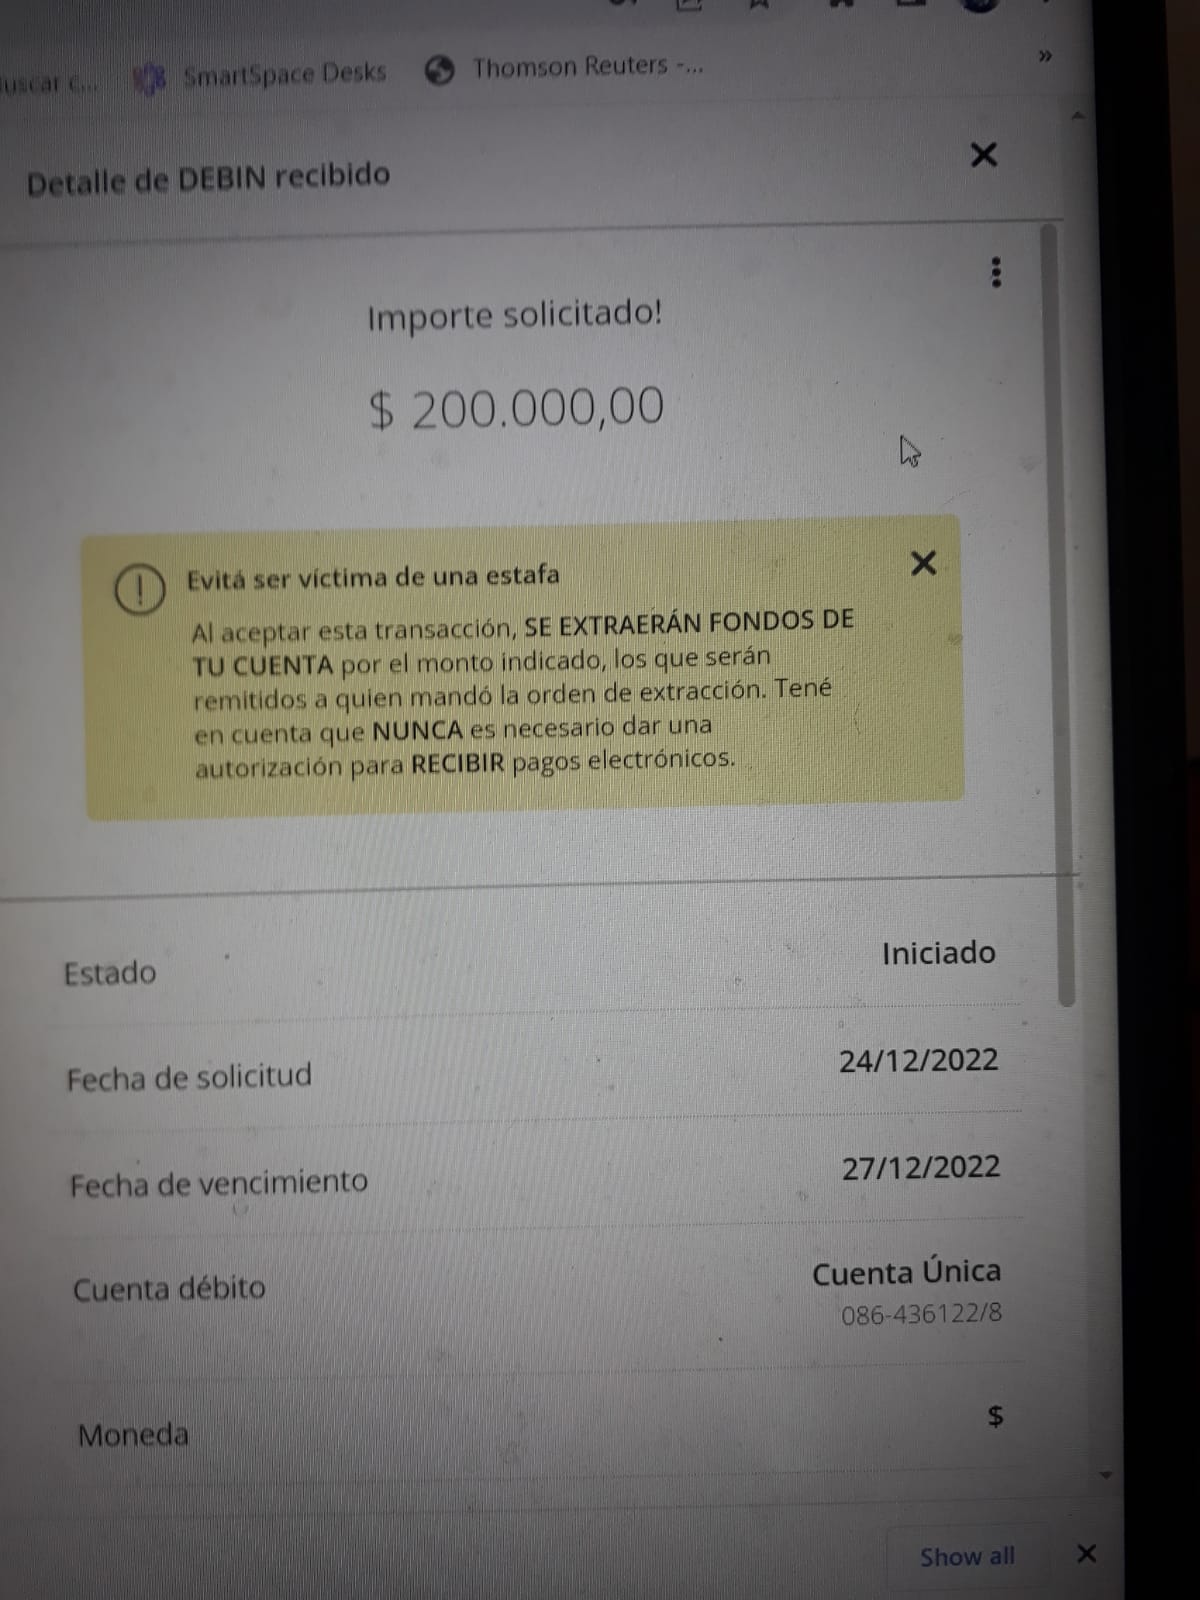 SmartSpace Desks
Thomson Reuters -...
»
Detalle de DEBIN recibido
Importe solicitado!
$ 200.000,00
Evitá ser víctima de una estafa
Al aceptar esta transacción, SE EXTRAERÁN FONDOS DE
TU CUENTA por el monto indicado, los que serán
remitidos a quien mandó la orden de extracción. Tené
en cuenta que NUNCA es necesario dar una
autorización para RECIBIR pagos electrónicos.
Estado
Iniciado
Fecha de solicitud
24/12/2022
Fecha de vencimiento
27/12/2022
Cuenta débito
Cuenta Única
086-436122/8
Moneda
$
Show all